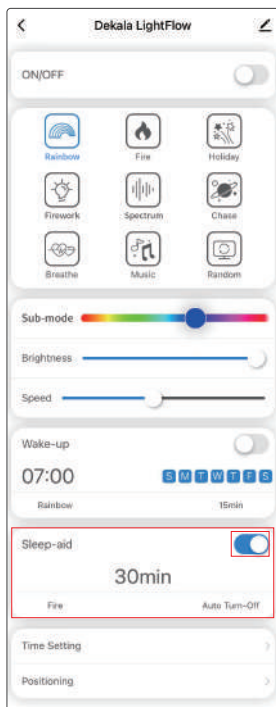 Dekala LightFlow
ON/OFF
Rainbow Fire Holiday
Firework Spectrum Chase
Breathe Music Random
Sub-mode
Brightness
Speed
Wake-up
07:00 S M T W T F S
Rainbow 15min
Sleep-aid
30min
Fire Auto Turn-Off
Time Setting
Positioning